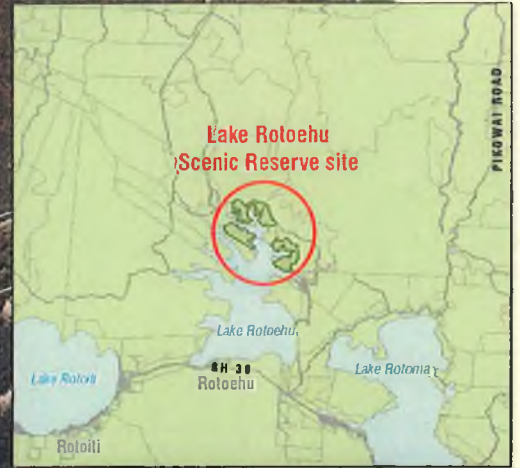 Lake Rotoehu
Scenic Reserve site
PIKOWAI ROAD
Lake Rotoehu
Lake Rotoma
SH 30
Rotoehu
Lake Rotoiti
Rotoiti